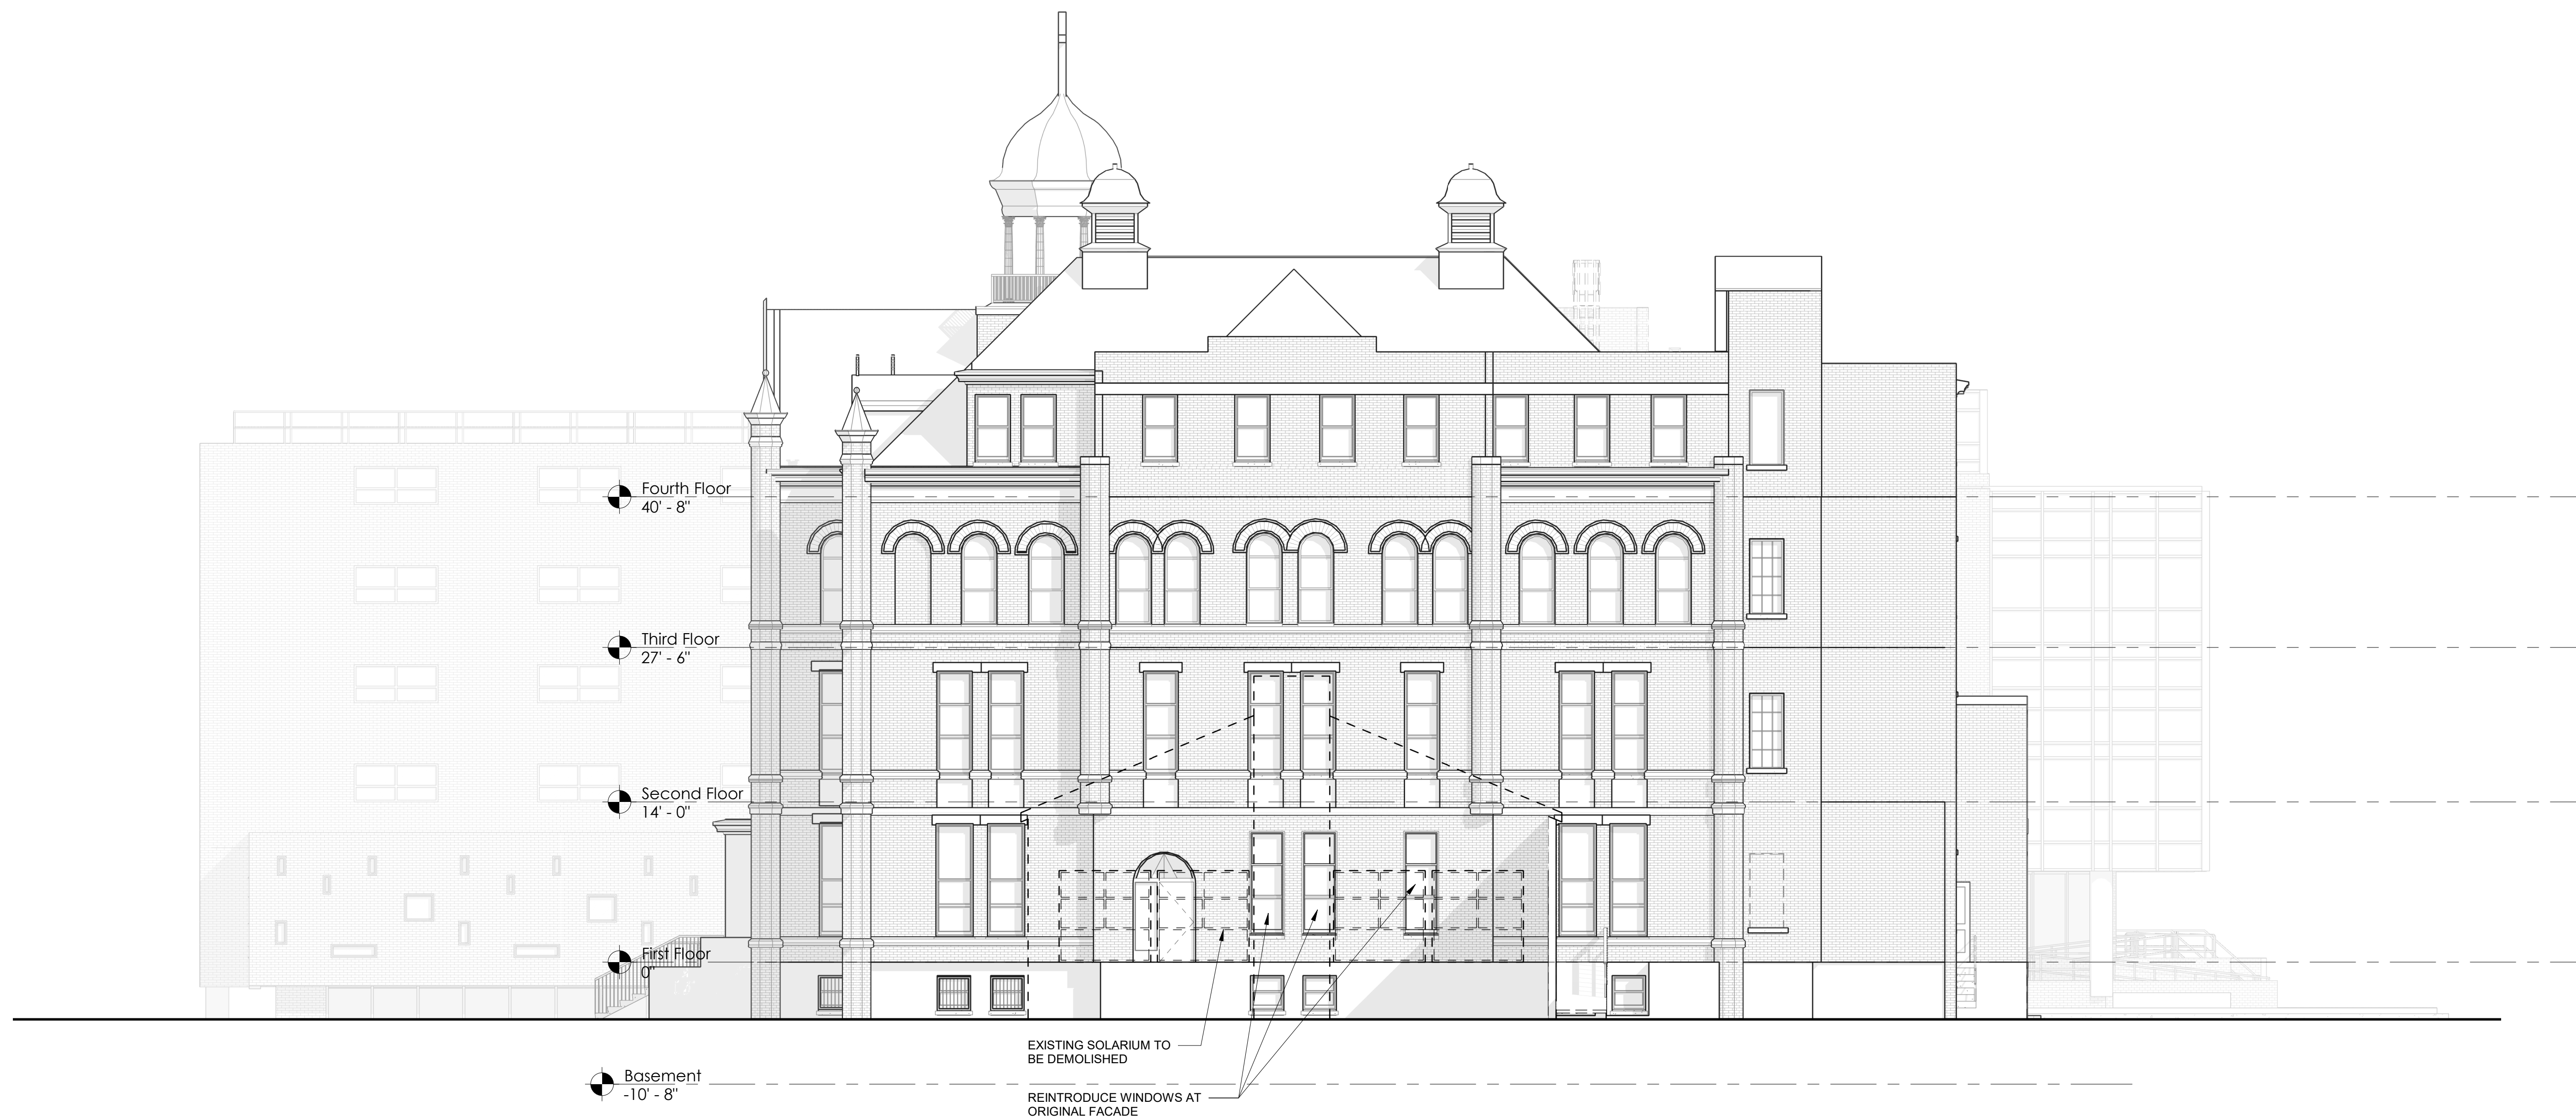 Fourth Floor
40' - 8"
Third Floor
27' - 6"
Second Floor
14' - 0"
First Floor
0"
EXISTING SOLARIUM TO
BE DEMOLISHED
Basement
-10' - 8"
REINTRODUCE WINDOWS AT
ORIGINAL FACADE